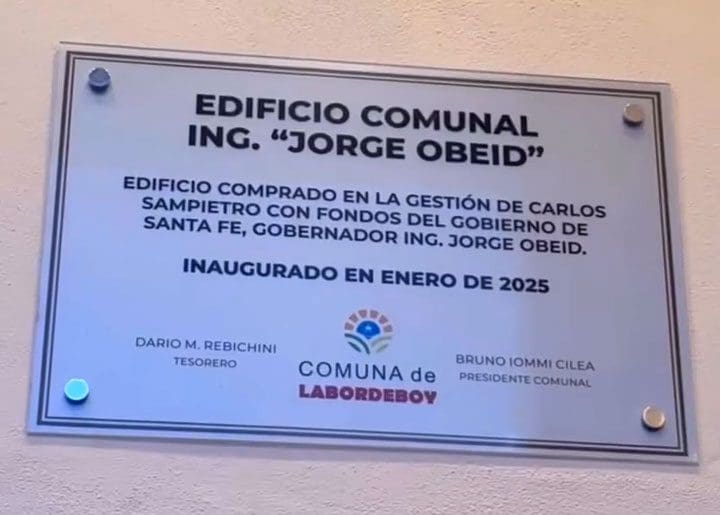 EDIFICIO COMUNAL
ING. “JORGE OBEID”
EDIFICIO COMPRADO EN LA GESTIÓN DE CARLOS
SAMPIETRO CON FONDOS DEL GOBIERNO DE
SANTA FE, GOBERNADOR ING. JORGE OBEID.
INAUGURADO EN ENERO DE 2025
DARIO M. REBICHINI
TESORERO
COMUNA de
LABORDEBOY
BRUNO IOMMI CILEA
PRESIDENTE COMUNAL